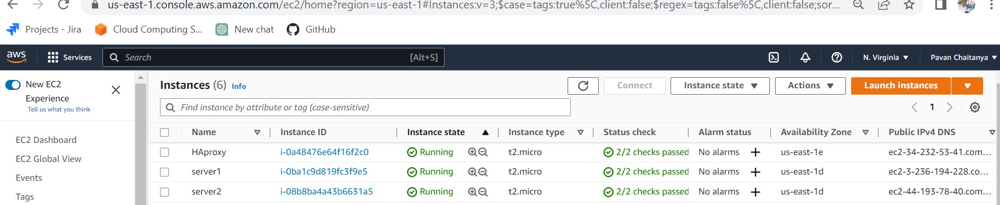 us-east-1.console.aws.amazon.com/ec2/home?region=us-east-1#Instances:v=3;$case=tags:true%5C,client:false;$regex=tags:false%5C,client:false;sor...
Projects - Jira Cloud Computing S... New chat GitHub
aws Services Search [Alt+S] N. Virginia Pavan Chaitanya
New EC2 Experience
Tell us what you think
EC2 Dashboard
EC2 Global View
Events
Tags
Instances (6) Info Connect Instance state Actions Launch instances
Find instance by attribute or tag (case-sensitive) 1
Name Instance ID Instance state Instance type Status check Alarm status Availability Zone Public IPv4 DNS
HAproxy i-0a48476e64f16f2c0 Running t2.micro 2/2 checks passed No alarms us-east-1e ec2-34-232-53-41.com...
server1 i-0ba1c9d819fc3f9e5 Running t2.micro 2/2 checks passed No alarms us-east-1d ec2-3-236-194-228.co...
server2 i-08b8ba4a43b6631a5 Running t2.micro 2/2 checks passed No alarms us-east-1d ec2-44-193-78-40.com...